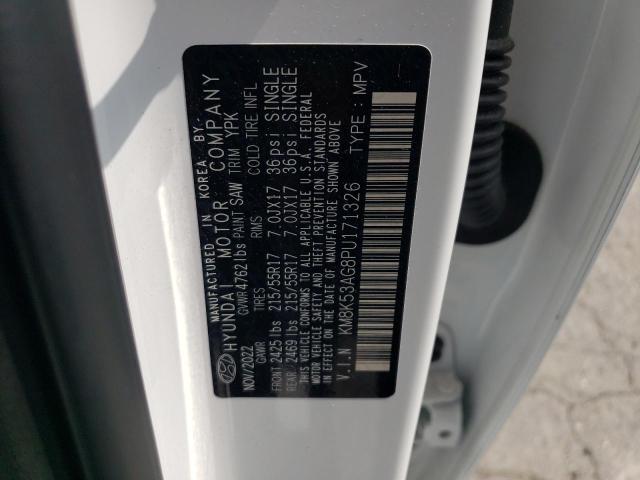 MANUFACTURED IN KOREA BY
HYUNDAI MOTOR COMPANY
NOV/2022 GVWR 4762 lbs PAINT SAW TRIM YPK
GAWR TIRES RIMS COLD TIRE INFL
FRONT 2425 lbs 215/55R17 7.0JX17 36psi SINGLE
REAR 2469 lbs 215/55R17 7.0JX17 36psi SINGLE
THIS VEHICLE CONFORMS TO ALL APPLICABLE U.S.A. FEDERAL
MOTOR VEHICLE SAFETY AND THEFT PREVENTION STANDARDS
IN EFFECT ON THE DATE OF MANUFACTURE SHOWN ABOVE
V.I.N KM8K53AG8PU171326 TYPE: MPV